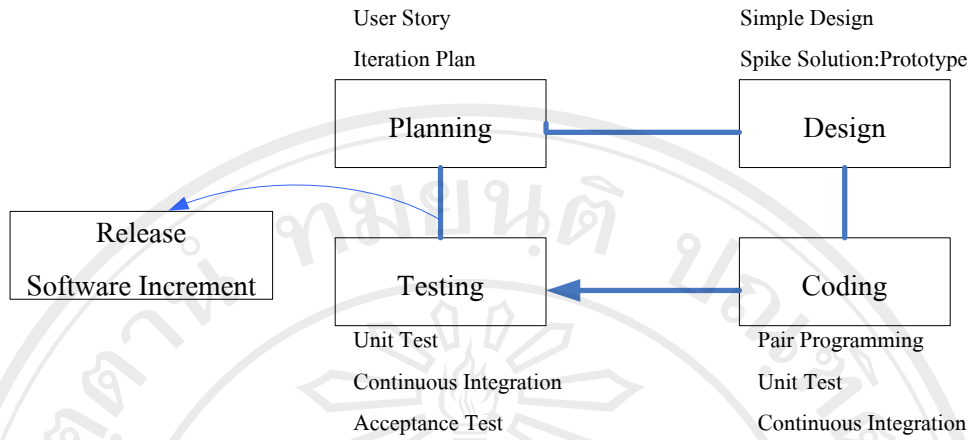 User Story
Iteration Plan
Simple Design
Spike Solution:Prototype
Planning
Design
Release
Software Increment
Testing
Coding
Unit Test
Continuous Integration
Acceptance Test
Pair Programming
Unit Test
Continuous Integration